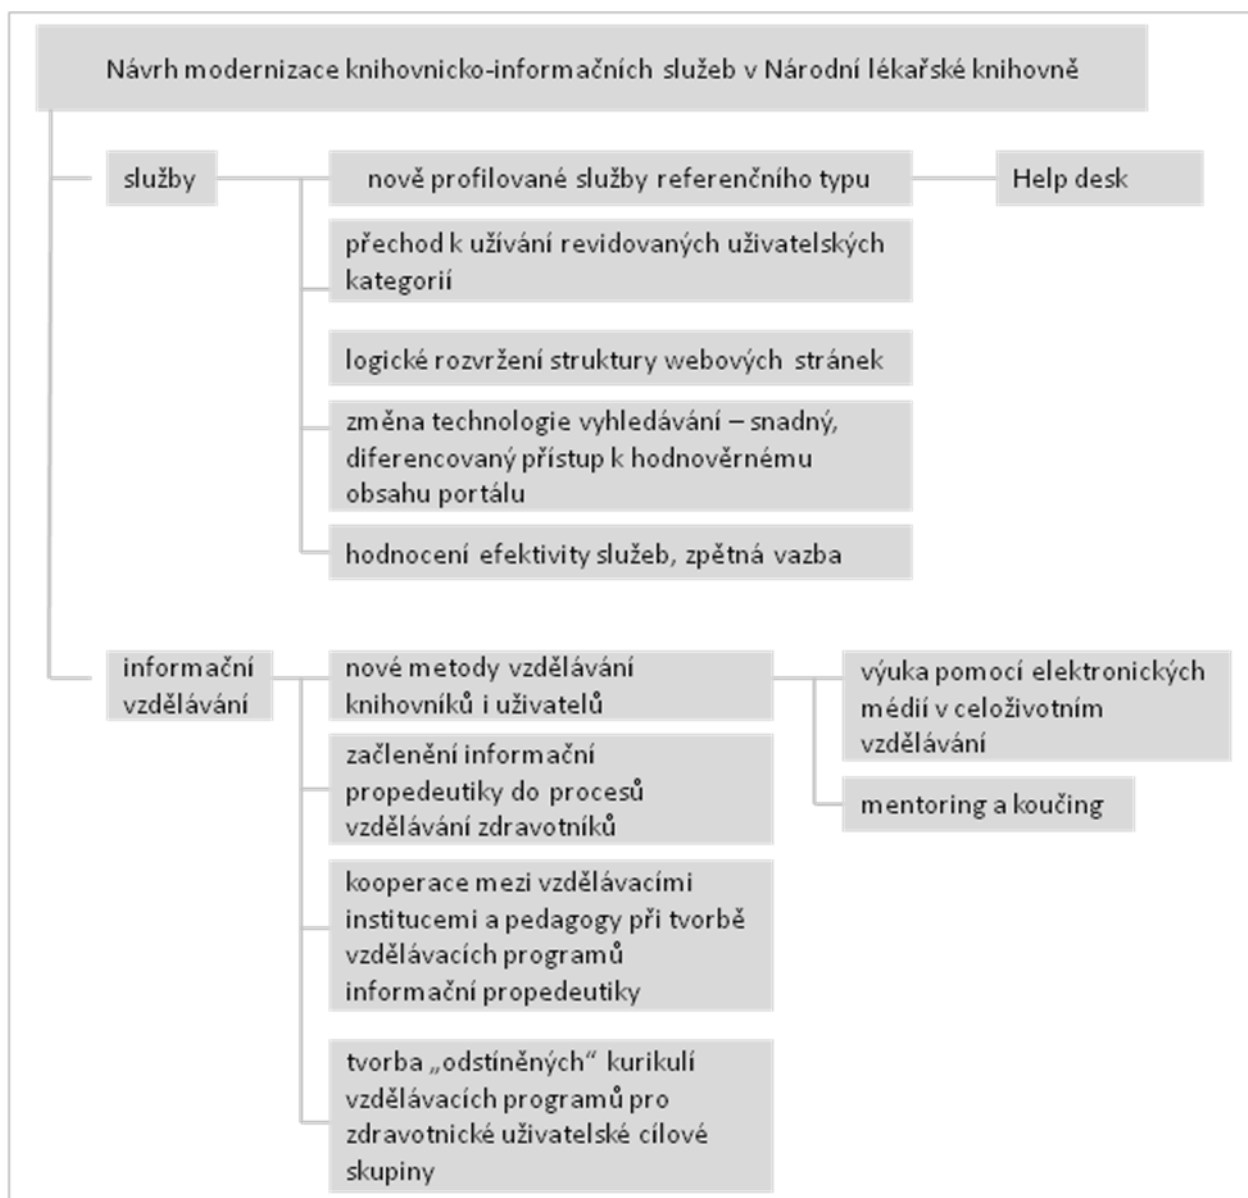 Návrh modernizace knihovnicko-informačních služeb v Národní lékařské knihovně
služby
nově profilované služby referenčního typu
Help desk
přechod k užívání revidovaných uživatelských
kategorií
logické rozvržení struktury webových stránek
změna technologie vyhledávání – snadný,
diferencovaný přístup k hodnověrnému
obsahu portálu
hodnocení efektivity služeb, zpětná vazba
informační
vzdělávání
nové metody vzdělávání
knihovníků i uživatelů
výuka pomocí elektronických
médií v celoživotním
vzdělávání
mentoring a koučing
začlenění informační
propedeutiky do procesů
vzdělávání zdravotníků
kooperace mezi vzdělávacími
institucemi a pedagogy při tvorbě
vzdělávacích programů
informační propedeutiky
tvorba „odstíněných“ kurikulí
vzdělávacích programů pro
zdravotnické uživatelské cílové
skupiny